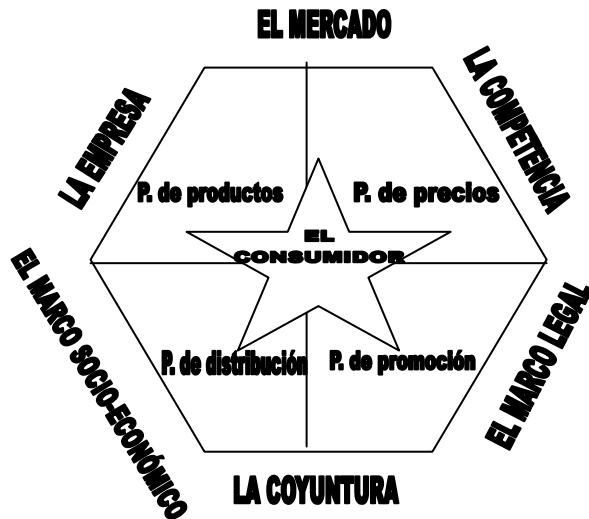 EL MERCADO
LA EMPRESA
LA COMPETENCIA
P. de productos
P. de precios
EL
CONSUMIDOR
EL MARCO SOCIO-ECONÓMICO
EL MARCO LEGAL
P. de distribución
P. de promoción
LA COYUNTURA